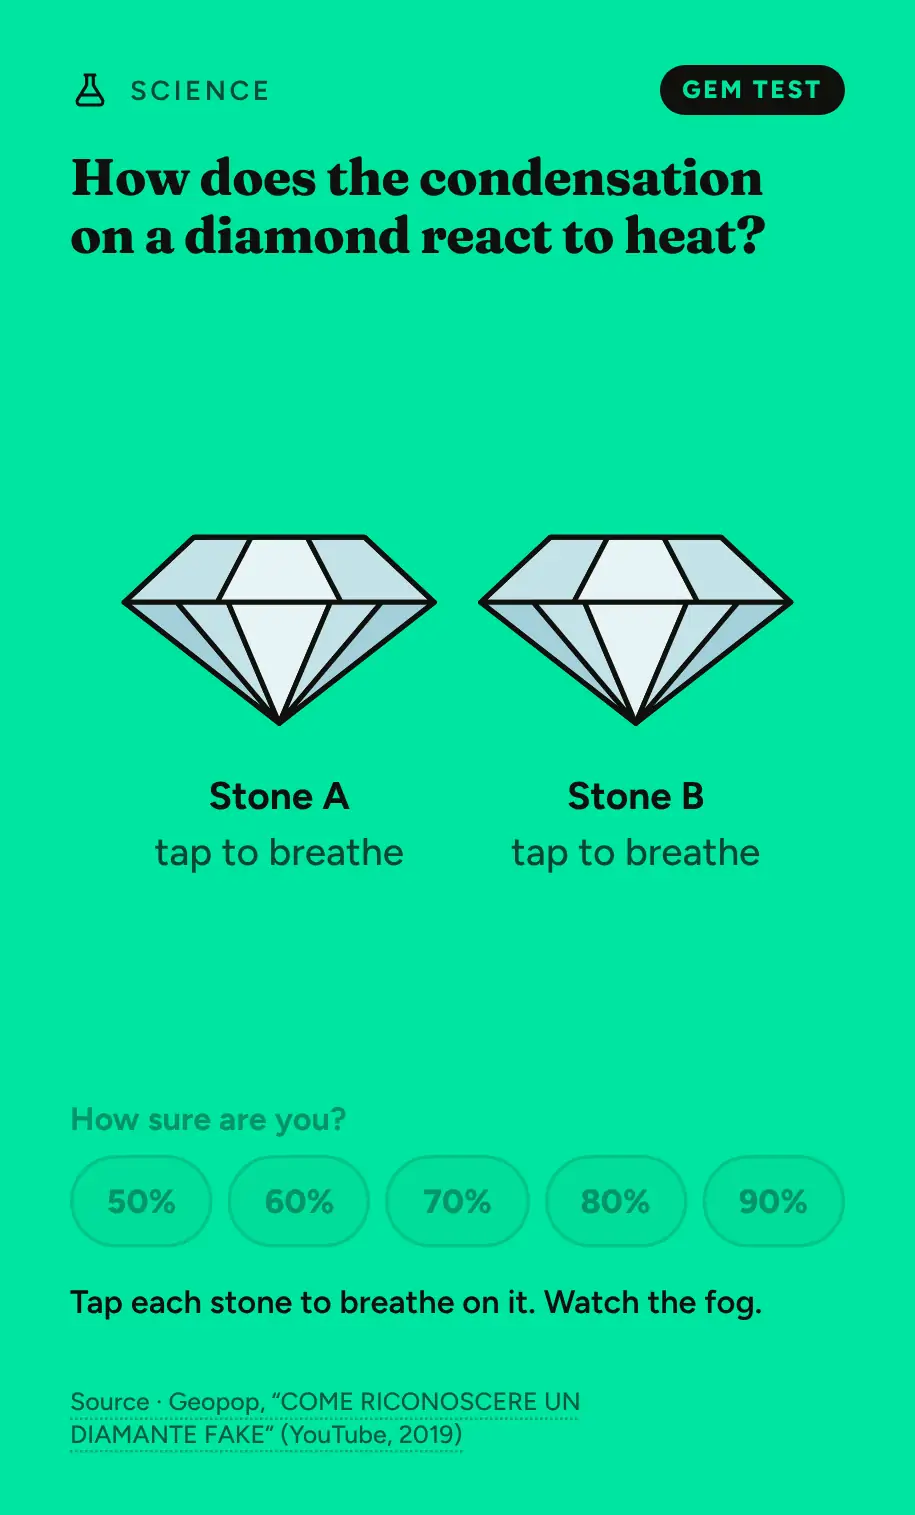 SCIENCE
GEM TEST
How does the condensation
on a diamond react to heat?
Stone A
Stone B
tap to breathe
tap to breathe
How sure are you?
50%
60%
70%
80%
90%
Tap each stone to breathe on it. Watch the fog.
Source · Geopop, “COME RICONOSCERE UN
DIAMANTE FAKE“ (YouTube, 2019)